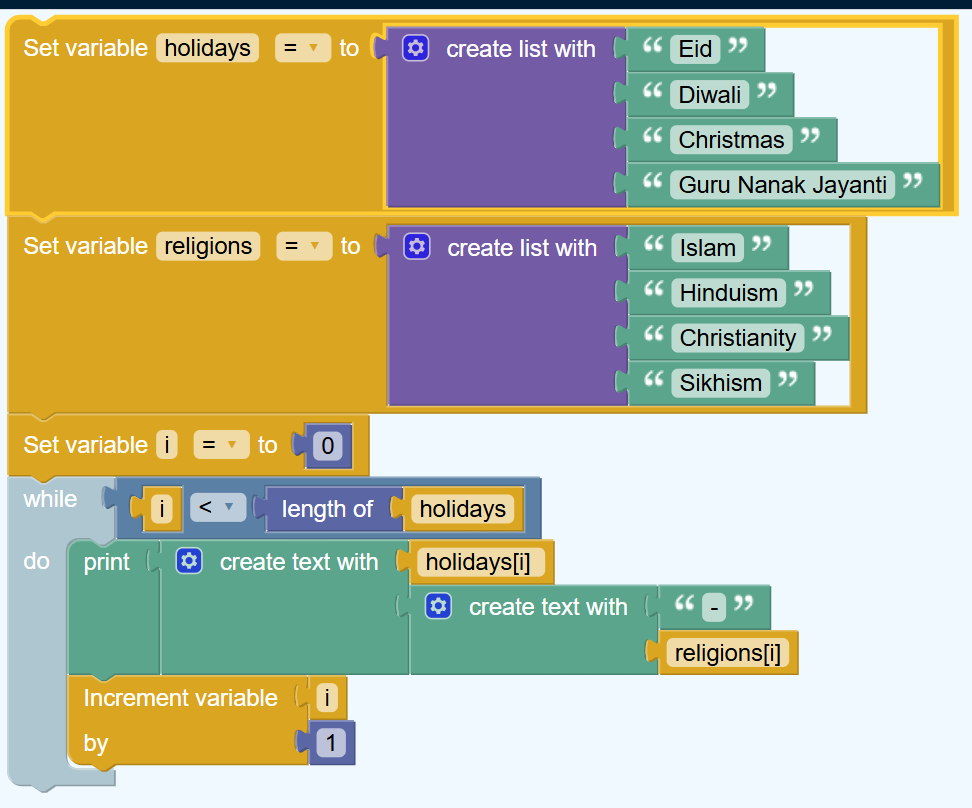 Set variable holidays = to create list with “ Eid ”
“ Diwali ”
“ Christmas ”
“ Guru Nanak Jayanti ”
Set variable religions = to create list with “ Islam ”
“ Hinduism ”
“ Christianity ”
“ Sikhism ”
Set variable i = to 0
while i < length of holidays
do print create text with holidays[i]
create text with “ - ”
religions[i]
Increment variable i
by 1